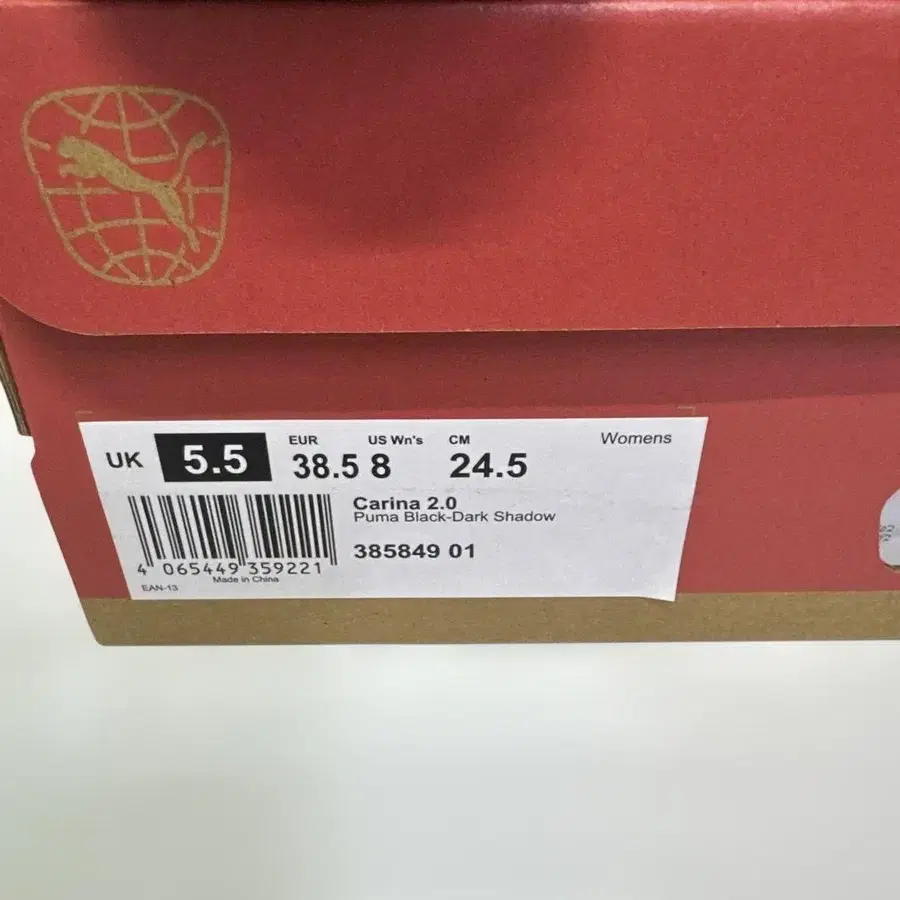 EUR US Wn's CM Womens
UK 5.5 38.5 8 24.5
Carina 2.0
Puma Black-Dark Shadow
385849 01
4 065449 359221
Made in China
EAN-13